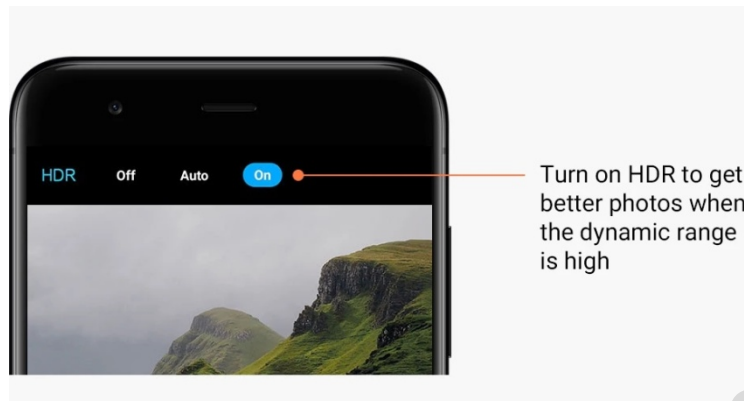 HDR Off Auto On
Turn on HDR to get
better photos when
the dynamic range
is high